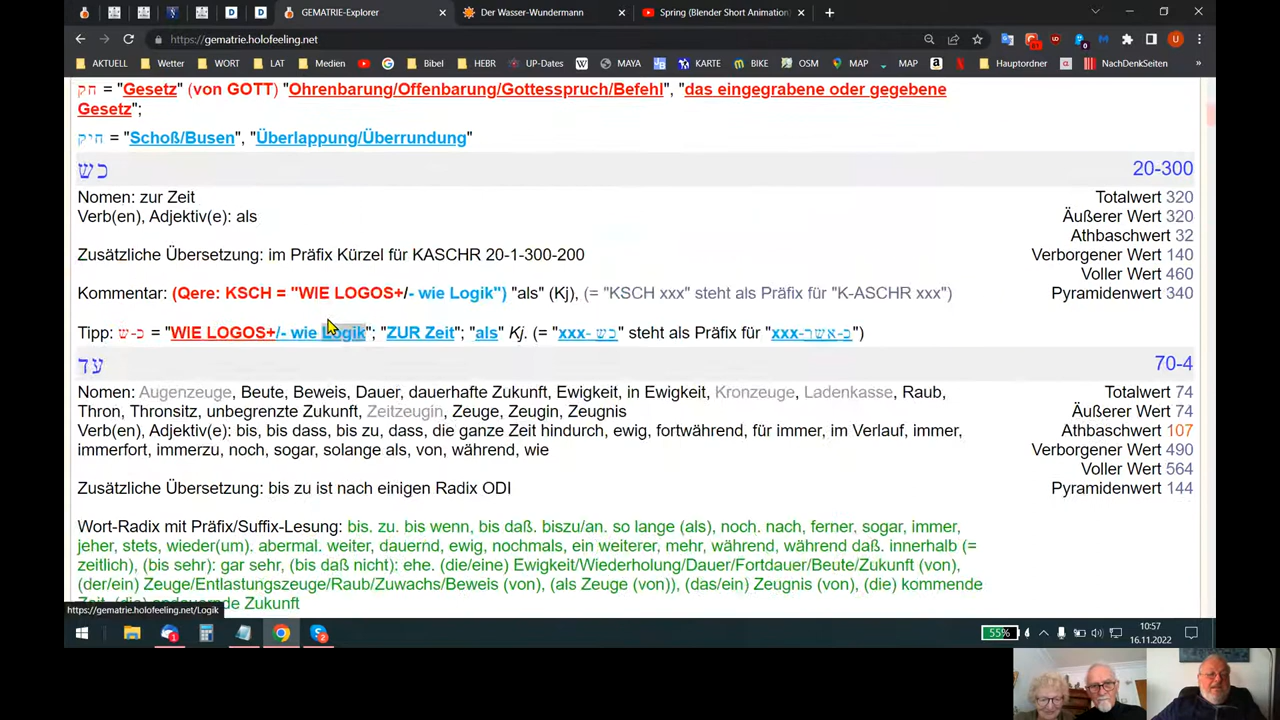 GEMATRIE-Explorer
Der Wasser-Wundermann
Spring (Blender Short Animation)
https://gematrie.holofeeling.net
AKTUELL Wetter WORT LAT Medien Bibel HEBR UP-Dates MAYA KARTE BIKE OSM MAP MAP Hauptordner NachDenkSeiten
חק = "Gesetz" (von GOTT) "Ohrenbarung/Offenbarung/Gottesspruch/Befehl", "das eingegrabene oder gegebene
Gesetz";
חיק = "Schoß/Busen", "Überlappung/Überrundung"
כש 20-300
Nomen: zur Zeit Totalwert 320
Verb(en), Adjektiv(e): als Äußerer Wert 320
Athbaschwert 32
Zusätzliche Übersetzung: im Präfix Kürzel für KASCHR 20-1-300-200 Verborgener Wert 140
Voller Wert 460
Kommentar: (Qere: KSCH = "WIE LOGOS+/- wie Logik") "als" (Kj), (= "KSCH xxx" steht als Präfix für "K-ASCHR xxx") Pyramidenwert 340
Tipp: כ-ש = "WIE LOGOS+/- wie Logik"; "ZUR Zeit"; "als" Kj. (= "xxx- כש" steht als Präfix für "xxx-כ-אשר")
עד 70-4
Nomen: Augenzeuge, Beute, Beweis, Dauer, dauerhafte Zukunft, Ewigkeit, in Ewigkeit, Kronzeuge, Ladenkasse, Raub, Totalwert 74
Thron, Thronsitz, unbegrenzte Zukunft, Zeitzeugin, Zeuge, Zeugin, Zeugnis Äußerer Wert 74
Verb(en), Adjektiv(e): bis, bis dass, bis zu, dass, die ganze Zeit hindurch, ewig, fortwährend, für immer, im Verlauf, immer, Athbaschwert 107
immerfort, immerzu, noch, sogar, solange als, von, während, wie Verborgener Wert 490
Voller Wert 564
Zusätzliche Übersetzung: bis zu ist nach einigen Radix ODI Pyramidenwert 144
Wort-Radix mit Präfix/Suffix-Lesung: bis. zu. bis wenn, bis daß. biszu/an. so lange (als), noch. nach, ferner, sogar, immer,
jeher, stets, wieder(um). abermal. weiter, dauernd, ewig, nochmals, ein weiterer, mehr, während, während daß. innerhalb (=
zeitlich), (bis sehr): gar sehr, (bis daß nicht): ehe. (die/eine) Ewigkeit/Wiederholung/Dauer/Fortdauer/Beute/Zukunft (von),
(der/ein) Zeuge/Entlastungszeuge/Raub/Zuwachs/Beweis (von), (als Zeuge (von)), (das/ein) Zeugnis (von), (die) kommende
Zeit, (die) andauernde Zukunft
https://gematrie.holofeeling.net/Logik
55% 10:57
16.11.2022